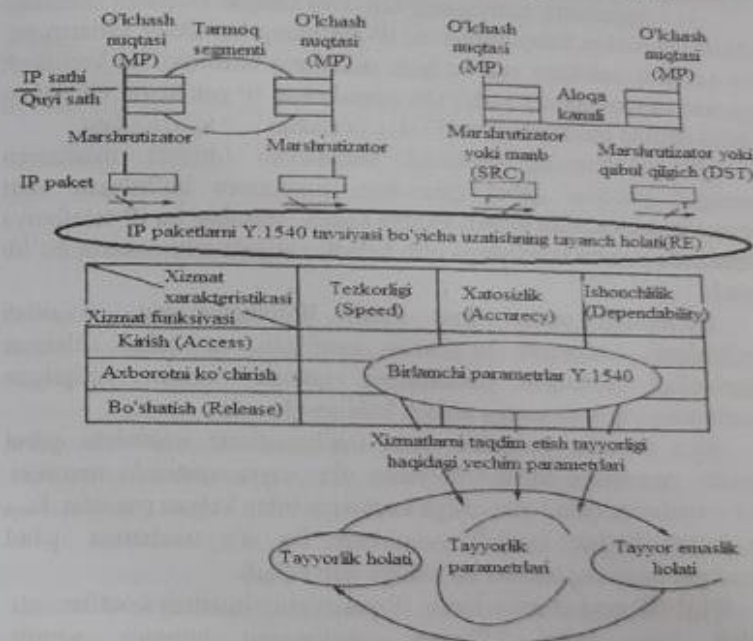 O'lchash nuqtasi (MP)
Tarmoq segmenti
O'lchash nuqtasi (MP)
O'lchash nuqtasi (MP)
O'lchash nuqtasi (MP)
IP sathi
Quyi sath
Aloqa kanali
Marshrutizator
Marshrutizator
Marshrutizator yoki manb (SRC)
Marshrutizator yoki qabul qilgich (DST)
IP paket
IP paketlarni Y.1540 tavsiyasi bo'yicha uzatishning tayanch holati(RE)
Xizmat xarakteristikasi
Xizmat funksivasi
Tezkorligi (Speed)
Xatosizlik (Accurecy)
Ishonchlilik (Dependability)
Kirish (Access)
Axborotni ko'chirish
Birlamchi parametrlar Y.1540
Bo'shatish (Release)
Xizmatlarni taqdim etish tayyorligi
haqidagi yechim parametrlari
Tayyorlik holati
Tayyorlik parametrlari
Tayyor emaslik holati